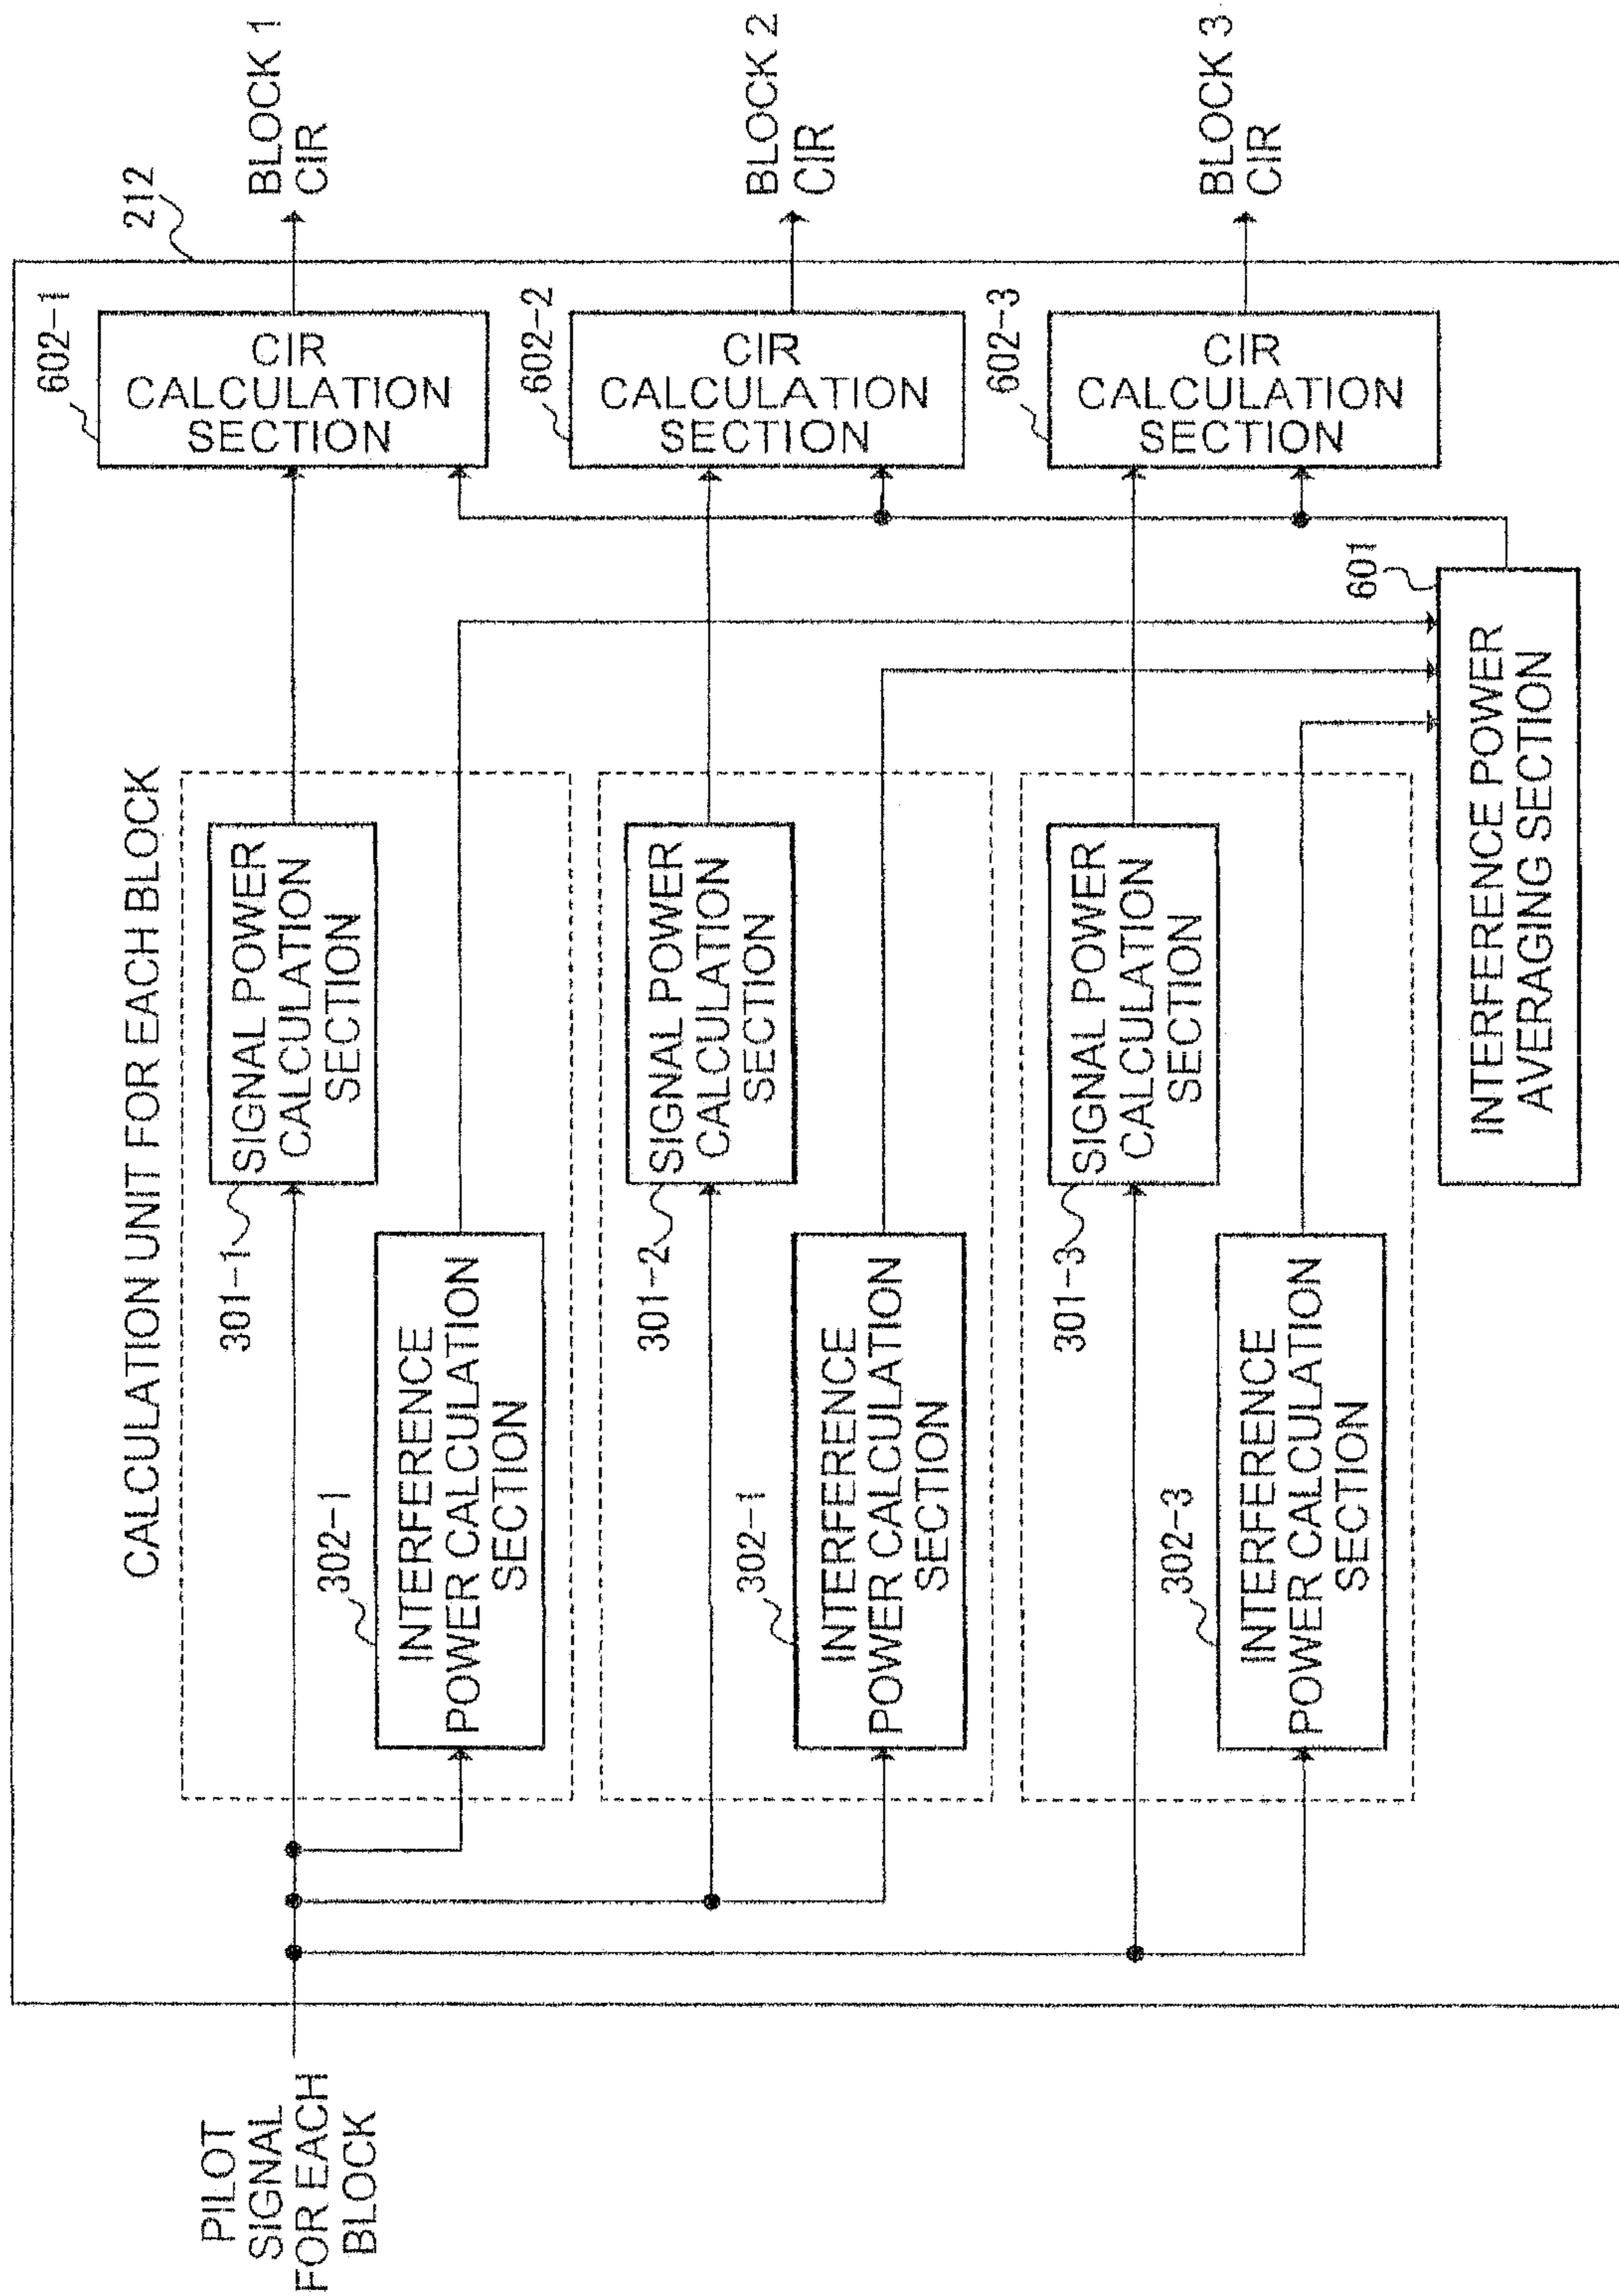 PILOT
SIGNAL
FOR EACH
BLOCK
CALCULATION UNIT FOR EACH BLOCK
302-1
INTERFERENCE
POWER CALCULATION
SECTION
301-1
SIGNAL POWER
CALCULATION
SECTION
602-1
CIR
CALCULATION
SECTION
212
BLOCK 1
CIR
302-1
INTERFERENCE
POWER CALCULATION
SECTION
301-2
SIGNAL POWER
CALCULATION
SECTION
602-2
CIR
CALCULATION
SECTION
BLOCK 2
CIR
302-3
INTERFERENCE
POWER CALCULATION
SECTION
301-3
SIGNAL POWER
CALCULATION
SECTION
602-3
CIR
CALCULATION
SECTION
BLOCK 3
CIR
601
INTERFERENCE POWER
AVERAGING SECTION